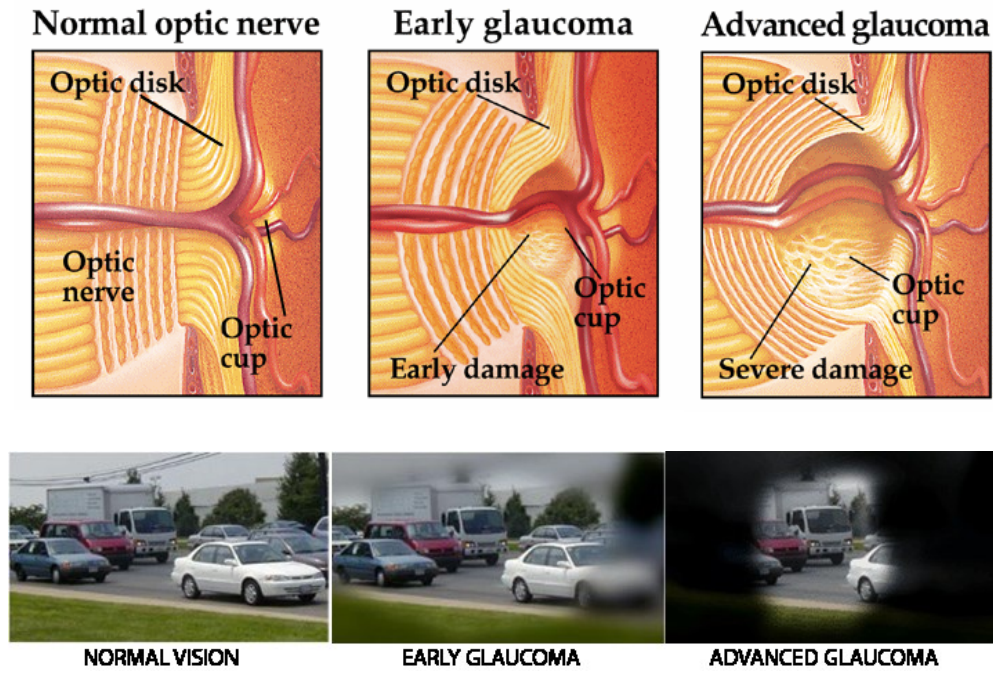 Normal optic nerve
Optic disk
Optic
nerve
Optic
cup
Early glaucoma
Optic disk
Optic
cup
Early damage
Advanced glaucoma
Optic disk
Optic
cup
Severe damage
NORMAL VISION
EARLY GLAUCOMA
ADVANCED GLAUCOMA